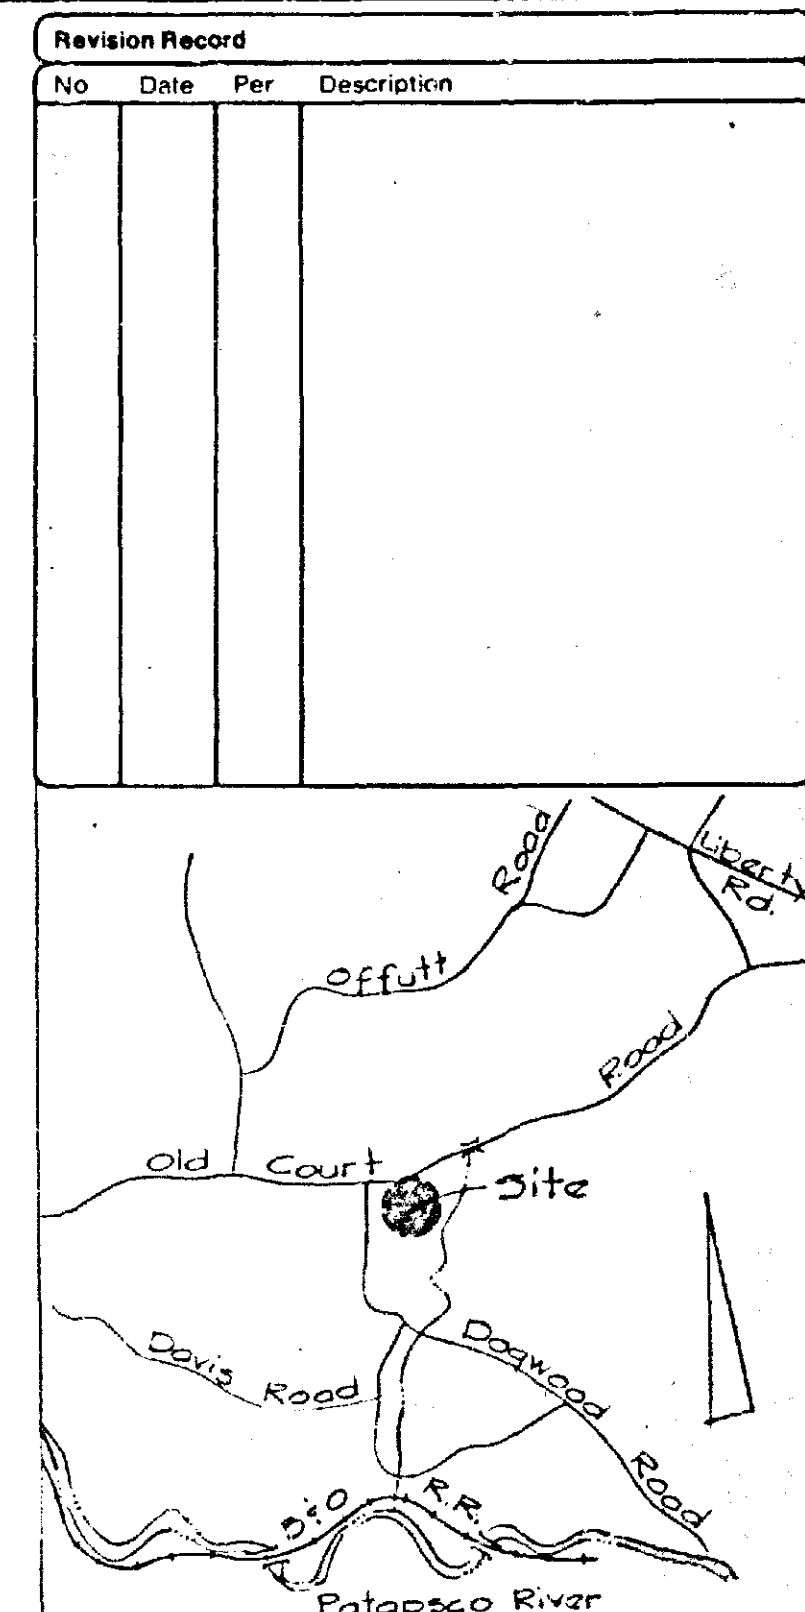 Revision Record
No Date Per Description
Offutt Road
Liberty
Rd.
Old Court Road
Site
Davis Road
Dogwood Road
B&O R.R.
Patapsco River